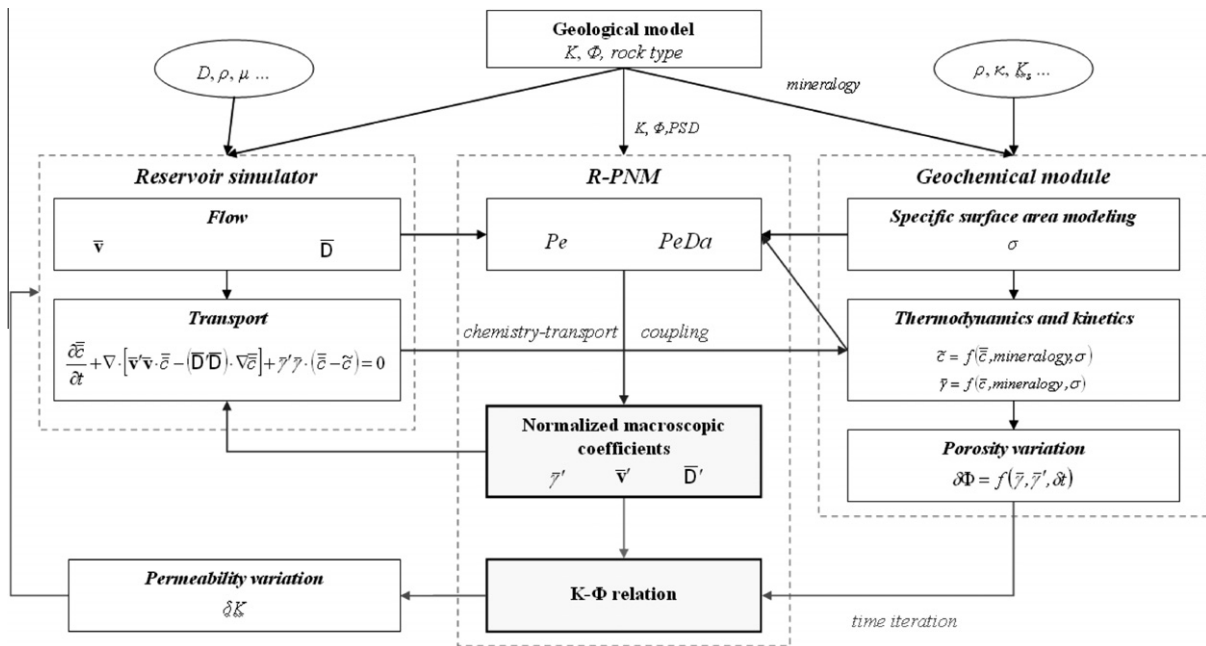 Geological model
K, Φ, rock type
D, ρ, μ ...
ρ, κ, K̲s ...
mineralogy
K, Φ,PSD
Reservoir simulator
R-PNM
Geochemical module
Flow
v̅ D̅
Pe PeDa
Specific surface area modeling
σ
Transport
∂c̅/∂t + ∇·[v̅′v̅·c̅ − (D̅′D̅)·∇c̅] + γ̅′γ̅·(c̅ − c̃) = 0
chemistry-transport coupling
Thermodynamics and kinetics
c̃ = f(c̅, mineralogy, σ)
γ̅ = f(c̅, mineralogy, σ)
Normalized macroscopic
coefficients
γ̅′ v̅′ D̅′
Porosity variation
δΦ = f(γ̅, γ̅′, δt)
Permeability variation
δK
K-Φ relation
time iteration